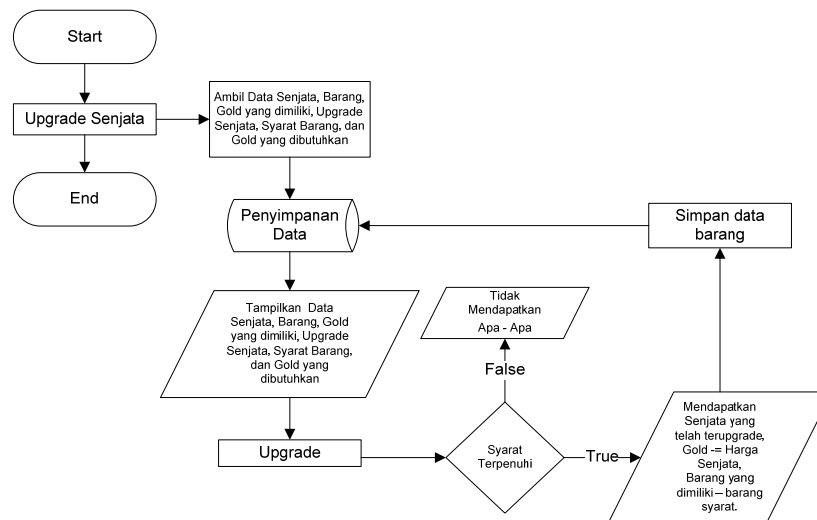 Start
Upgrade Senjata
End
Ambil Data Senjata, Barang,
Gold yang dimiliki, Upgrade
Senjata, Syarat Barang, dan
Gold yang dibutuhkan
Penyimpanan
Data
Simpan data
barang
Tampilkan Data
Senjata, Barang, Gold
yang dimiliki, Upgrade
Senjata, Syarat Barang,
dan Gold yang
dibutuhkan
Tidak
Mendapatkan
Apa - Apa
False
Upgrade
Syarat
Terpenuhi
True
Mendapatkan
Senjata yang
telah terupgrade,
Gold -= Harga
Senjata,
Barang yang
dimiliki – barang
syarat.